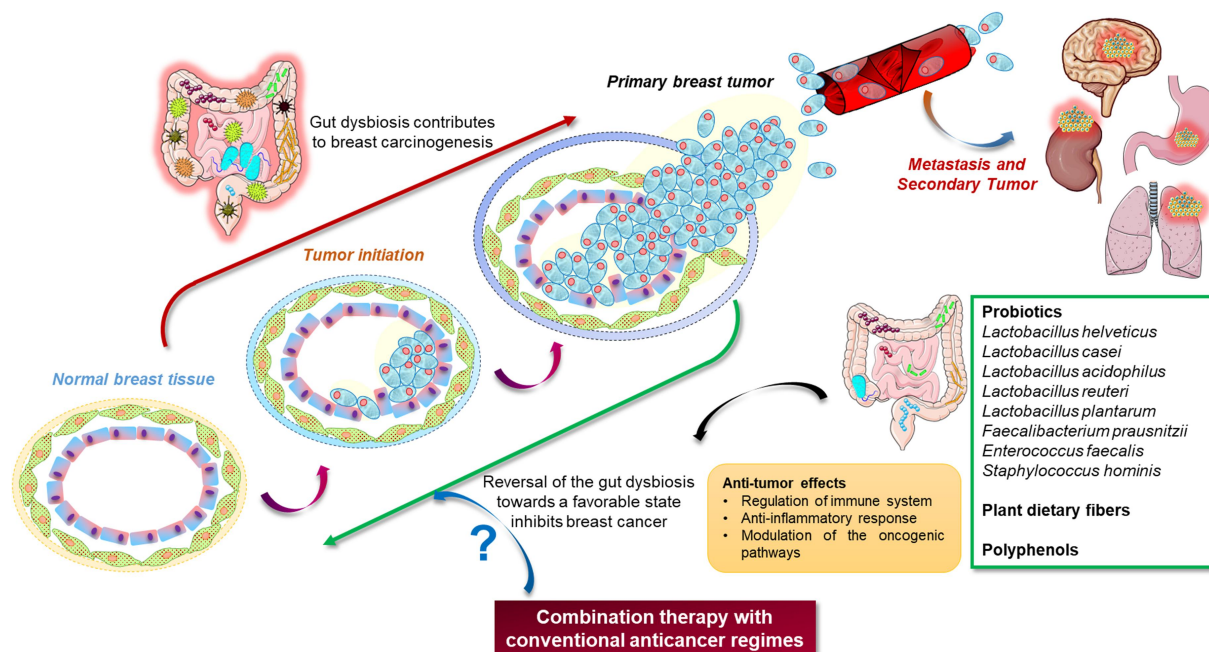 Primary breast tumor
Gut dysbiosis contributes
to breast carcinogenesis
Metastasis and
Secondary Tumor
Tumor initiation
Normal breast tissue
Probiotics
Lactobacillus helveticus
Lactobacillus casei
Lactobacillus acidophilus
Lactobacillus reuteri
Lactobacillus plantarum
Faecalibacterium prausnitzii
Enterococcus faecalis
Staphylococcus hominis
Plant dietary fibers
Polyphenols
Reversal of the gut dysbiosis
towards a favorable state
inhibits breast cancer
Anti-tumor effects
• Regulation of immune system
• Anti-inflammatory response
• Modulation of the oncogenic
pathways
?
Combination therapy with
conventional anticancer regimes